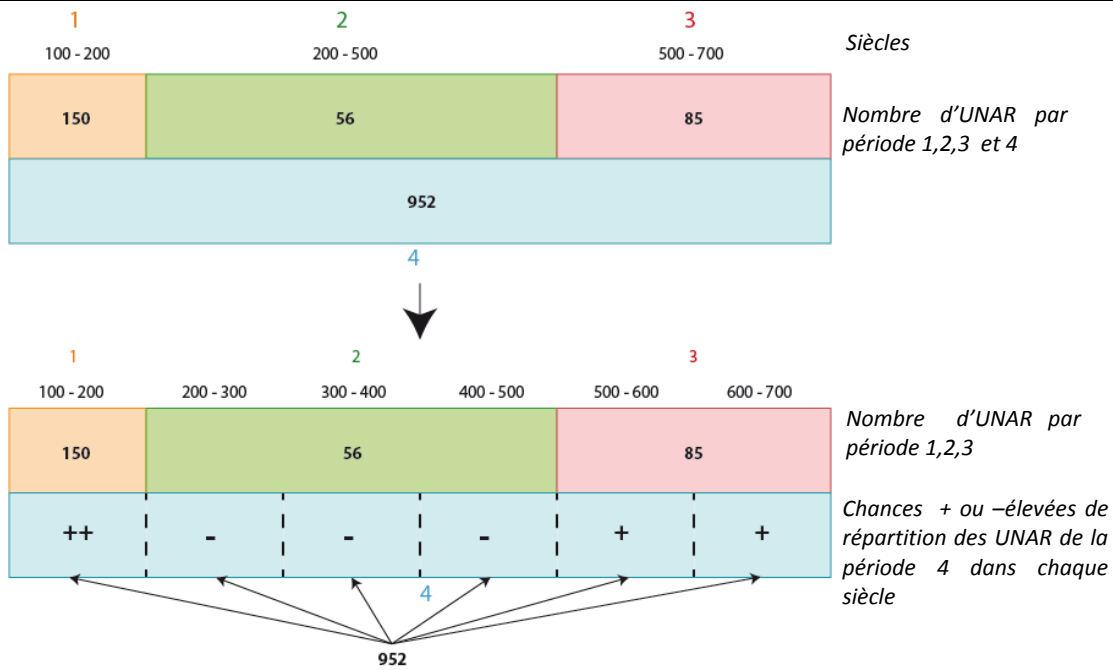 1 2 3
100 - 200 200 - 500 500 - 700 Siècles
150 56 85
Nombre d'UNAR par
période 1,2,3 et 4
952
4
1 2 3
100 - 200 200 - 300 300 - 400 400 - 500 500 - 600 600 - 700
150 56 85
Nombre d'UNAR par
période 1,2,3
++ - - - + +
Chances + ou –élevées de
répartition des UNAR de la
période 4 dans chaque
siècle
4
952